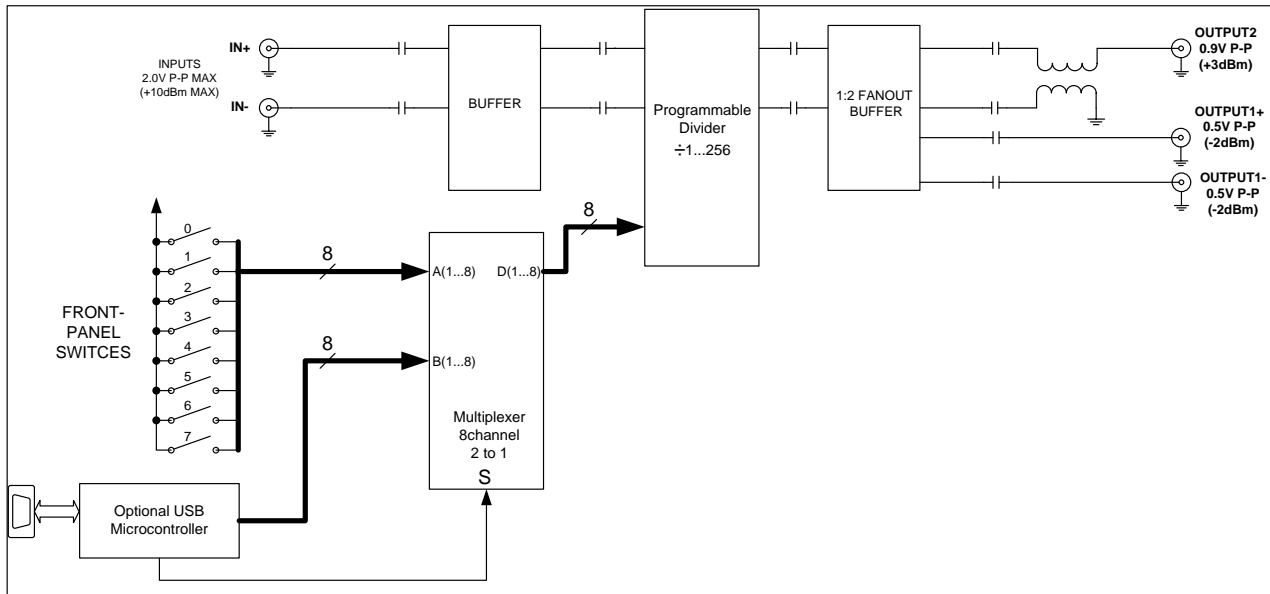 IN+
INPUTS
2.0V P-P MAX
(+10dBm MAX)
IN-
BUFFER
Programmable
Divider
÷1...256
1:2 FANOUT
BUFFER
OUTPUT2
0.9V P-P
(+3dBm)
OUTPUT1+
0.5V P-P
(-2dBm)
OUTPUT1-
0.5V P-P
(-2dBm)
FRONT-
PANEL
SWITCES
0
1
2
3
4
5
6
7
8
8
8
A(1...8)
D(1...8)
B(1...8)
Multiplexer
8channel
2 to 1
S
Optional USB
Microcontroller